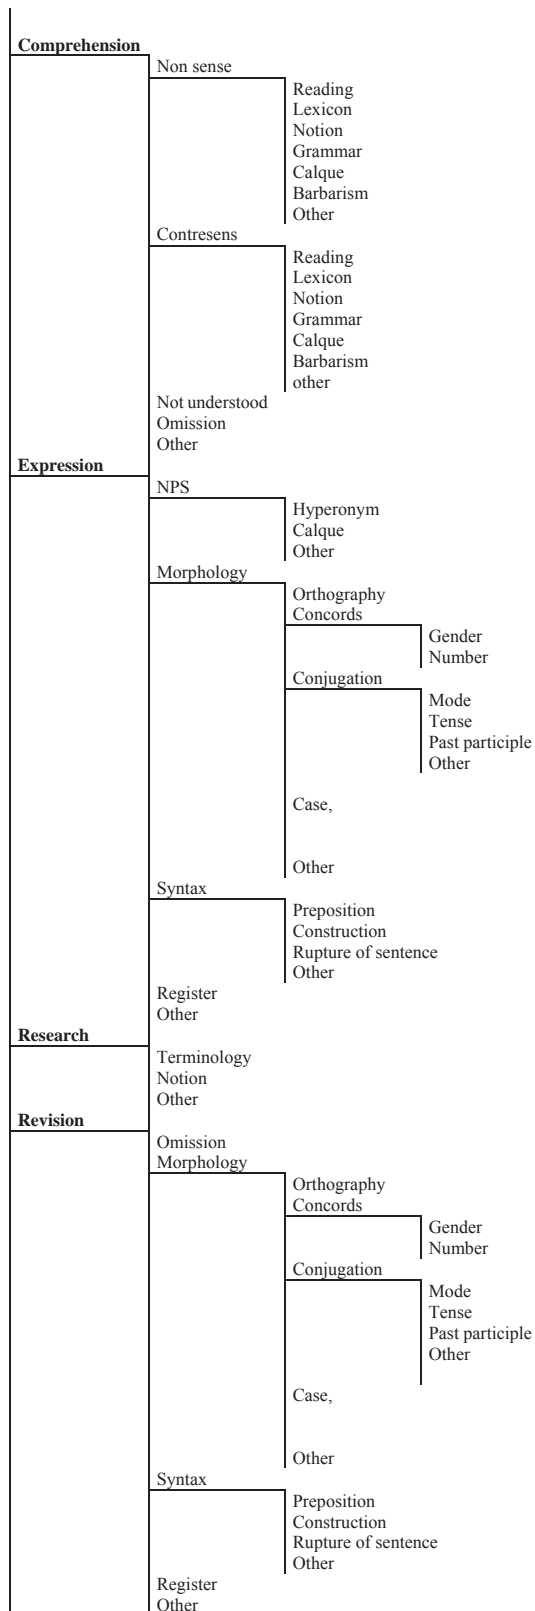 Comprehension
Non sense
Reading
Lexicon
Notion
Grammar
Calque
Barbarism
Other
Contresens
Reading
Lexicon
Notion
Grammar
Calque
Barbarism
other
Not understood
Omission
Other
Expression
NPS
Hyperonym
Calque
Other
Morphology
Orthography
Concords
Gender
Number
Conjugation
Mode
Tense
Past participle
Other
Case,
Other
Syntax
Preposition
Construction
Rupture of sentence
Other
Register
Other
Research
Terminology
Notion
Other
Revision
Omission
Morphology
Orthography
Concords
Gender
Number
Conjugation
Mode
Tense
Past participle
Other
Case,
Other
Syntax
Preposition
Construction
Rupture of sentence
Other
Register
Other